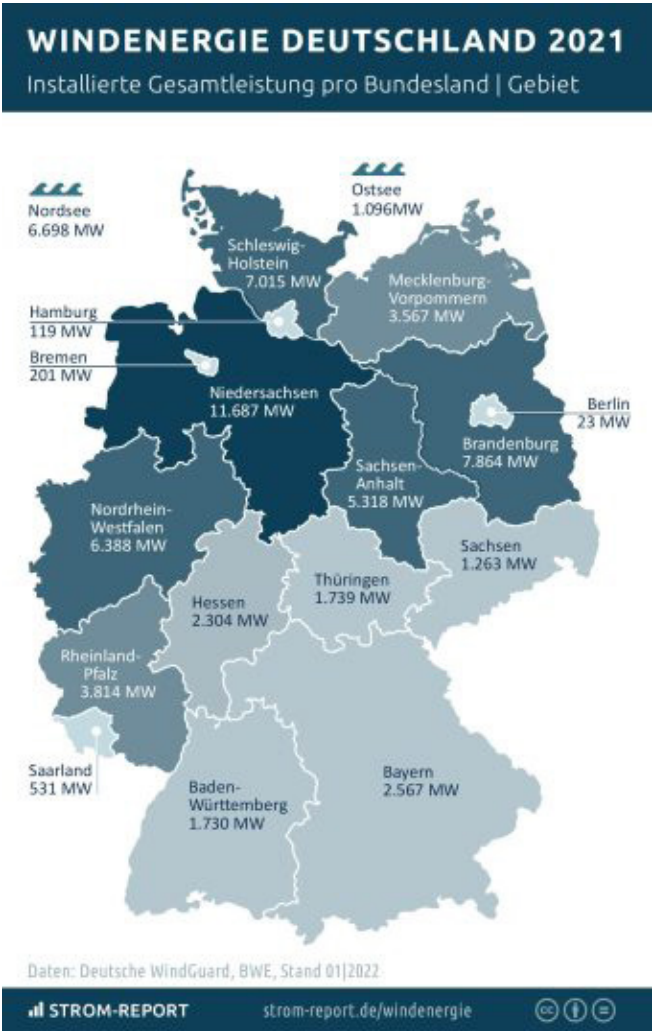 WINDENERGIE DEUTSCHLAND 2021
Installierte Gesamtleistung pro Bundesland | Gebiet
Nordsee
6.698 MW
Ostsee
1.096MW
Schleswig-
Holstein
7.015 MW
Mecklenburg-
Vorpommern
3.567 MW
Hamburg
119 MW
Bremen
201 MW
Niedersachsen
11.687 MW
Berlin
23 MW
Brandenburg
7.864 MW
Sachsen-
Anhalt
5.318 MW
Nordrhein-
Westfalen
6.388 MW
Sachsen
1.263 MW
Thüringen
1.739 MW
Hessen
2.304 MW
Rheinland-
Pfalz
3.814 MW
Saarland
531 MW
Baden-
Württemberg
1.730 MW
Bayern
2.567 MW
Daten: Deutsche WindGuard, BWE, Stand 01|2022
STROM-REPORT
strom-report.de/windenergie
cc